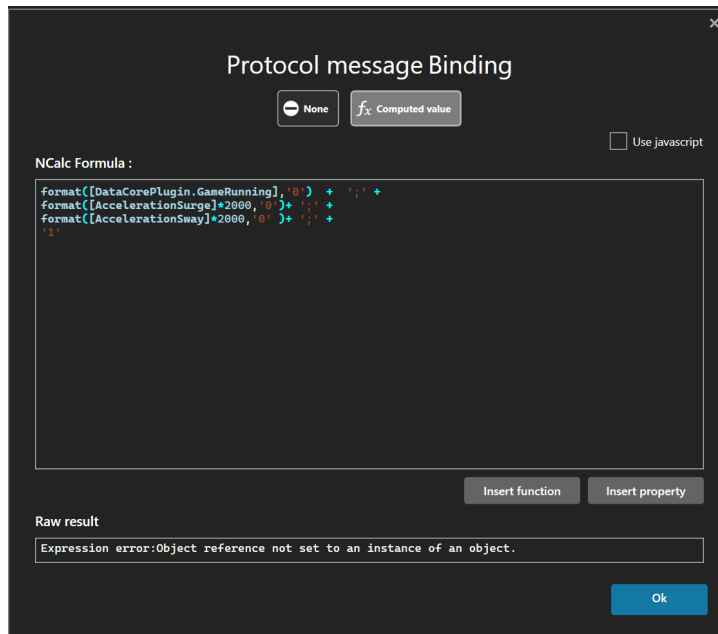 ×
Protocol message Binding
None
fx Computed value
Use javascript
NCalc Formula :
format([DataCorePlugin.GameRunning],'0') + ';' +
format([AccelerationSurge]*2000,'0')+ ';' +
format([AccelerationSway]*2000,'0' )+ ';' +
'1'
Insert function
Insert property
Raw result
Expression error:Object reference not set to an instance of an object.
Ok